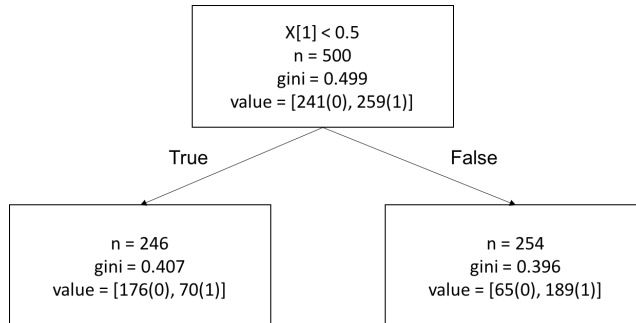 X[1] < 0.5
n = 500
gini = 0.499
value = [241(0), 259(1)]
True
False
n = 246
gini = 0.407
value = [176(0), 70(1)]
n = 254
gini = 0.396
value = [65(0), 189(1)]